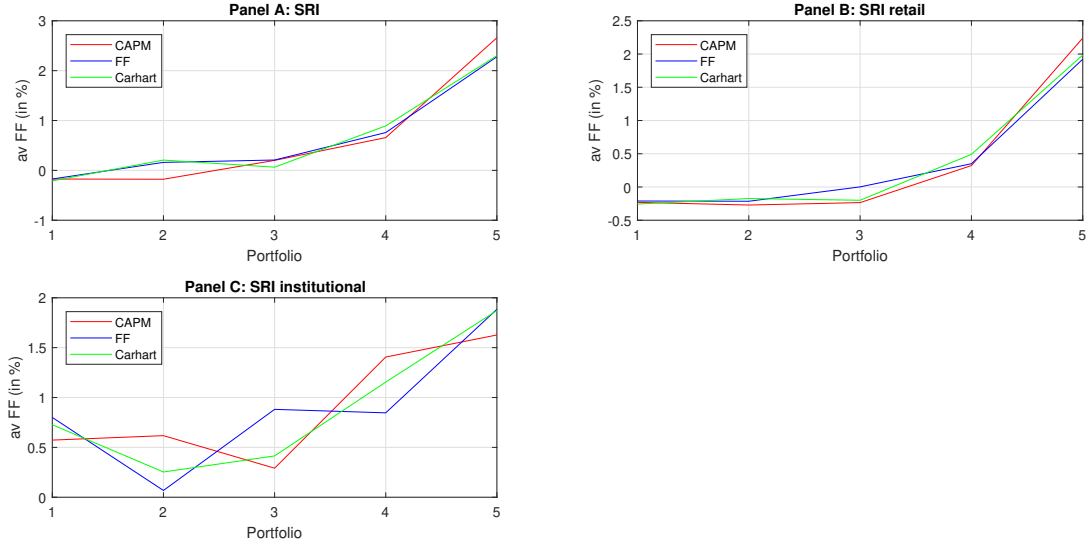 Panel A: SRI
3
2
1
0
-1
av FF (in %)
CAPM
FF
Carhart
1 2 3 4 5
Portfolio
Panel B: SRI retail
2.5
2
1.5
1
0.5
0
-0.5
av FF (in %)
CAPM
FF
Carhart
1 2 3 4 5
Portfolio
Panel C: SRI institutional
2
1.5
1
0.5
0
av FF (in %)
CAPM
FF
Carhart
1 2 3 4 5
Portfolio